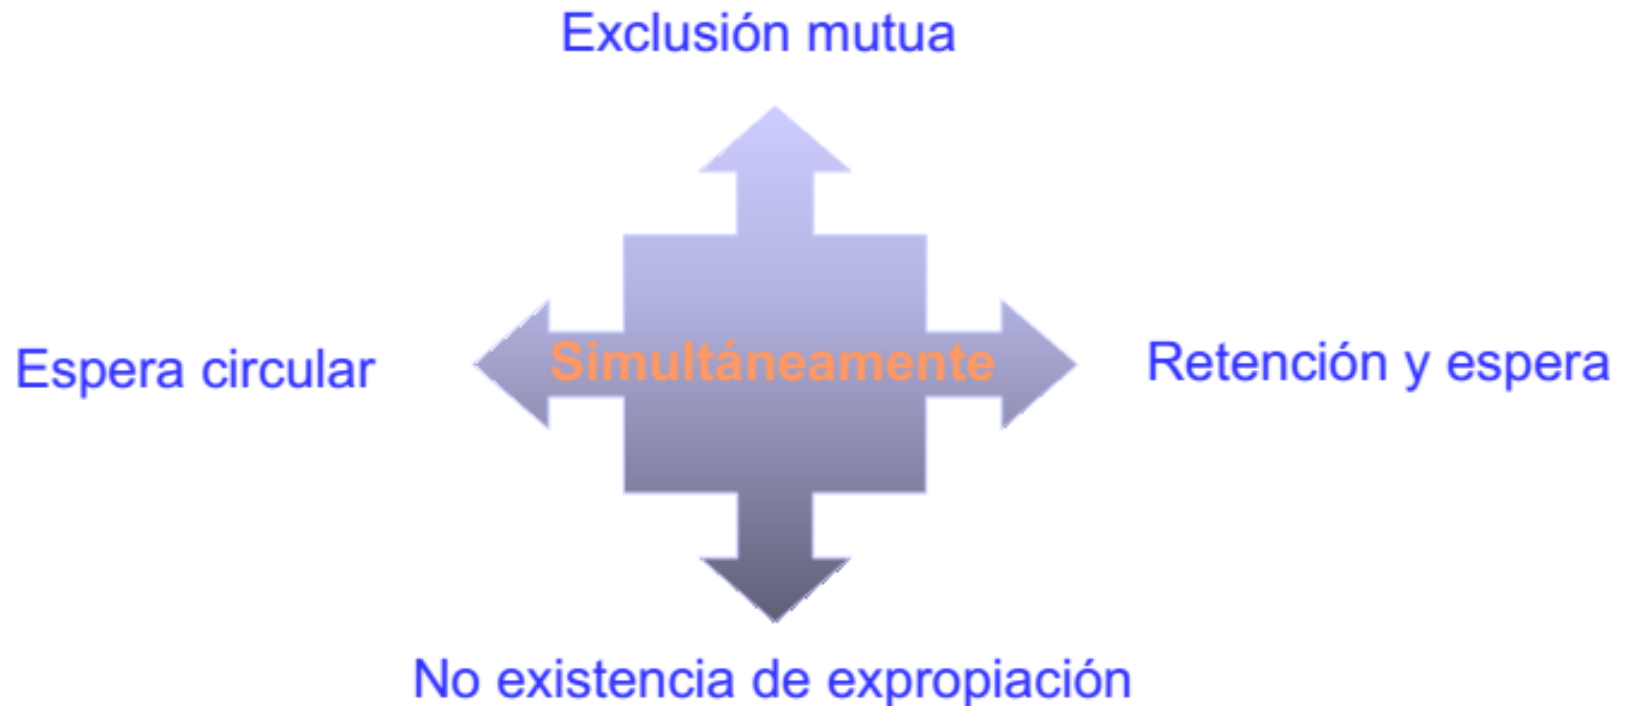 Exclusión mutua
Espera circular
Simultáneamente
Retención y espera
No existencia de expropiación